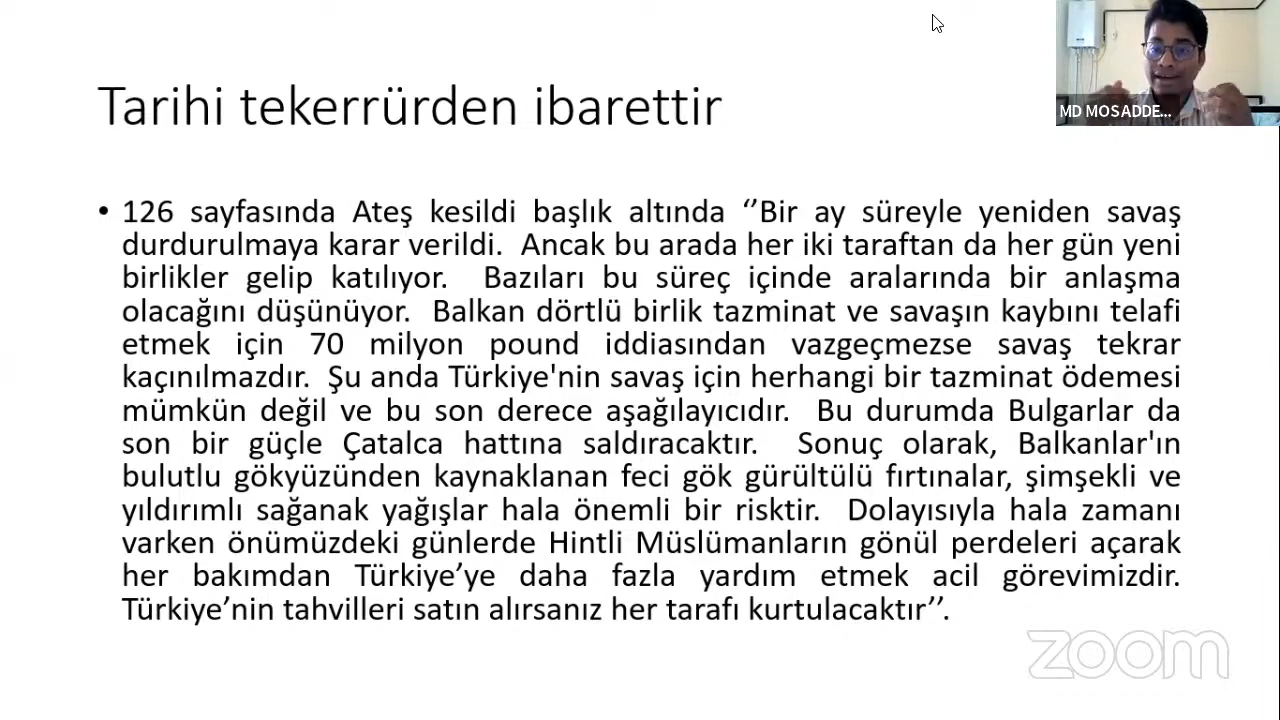 Tarihi tekerrürden ibarettir
MD MOSADDE...
• 126 sayfasında Ateş kesildi başlık altında ‘’Bir ay süreyle yeniden savaş
durdurulmaya karar verildi. Ancak bu arada her iki taraftan da her gün yeni
birlikler gelip katılıyor. Bazıları bu süreç içinde aralarında bir anlaşma
olacağını düşünüyor. Balkan dörtlü birlik tazminat ve savaşın kaybını telafi
etmek için 70 milyon pound iddiasından vazgeçmezse savaş tekrar
kaçınılmazdır. Şu anda Türkiye'nin savaş için herhangi bir tazminat ödemesi
mümkün değil ve bu son derece aşağılayıcıdır. Bu durumda Bulgarlar da
son bir güçle Çatalca hattına saldıracaktır. Sonuç olarak, Balkanlar'ın
bulutlu gökyüzünden kaynaklanan feci gök gürültülü fırtınalar, şimşekli ve
yıldırımlı sağanak yağışlar hala önemli bir risktir. Dolayısıyla hala zamanı
varken önümüzdeki günlerde Hintli Müslümanların gönül perdeleri açarak
her bakımdan Türkiye’ye daha fazla yardım etmek acil görevimizdir.
Türkiye’nin tahvilleri satın alırsanız her tarafı kurtulacaktır’’.
zoom